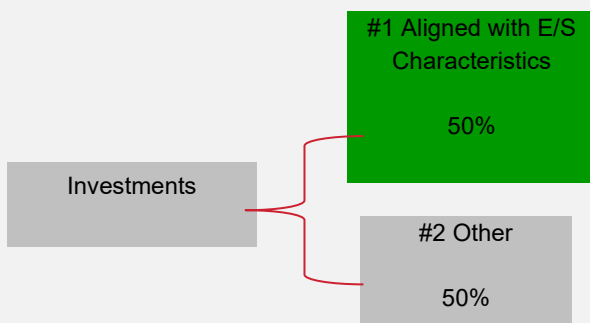 #1 Aligned with E/S
Characteristics
50%
Investments
#2 Other
50%